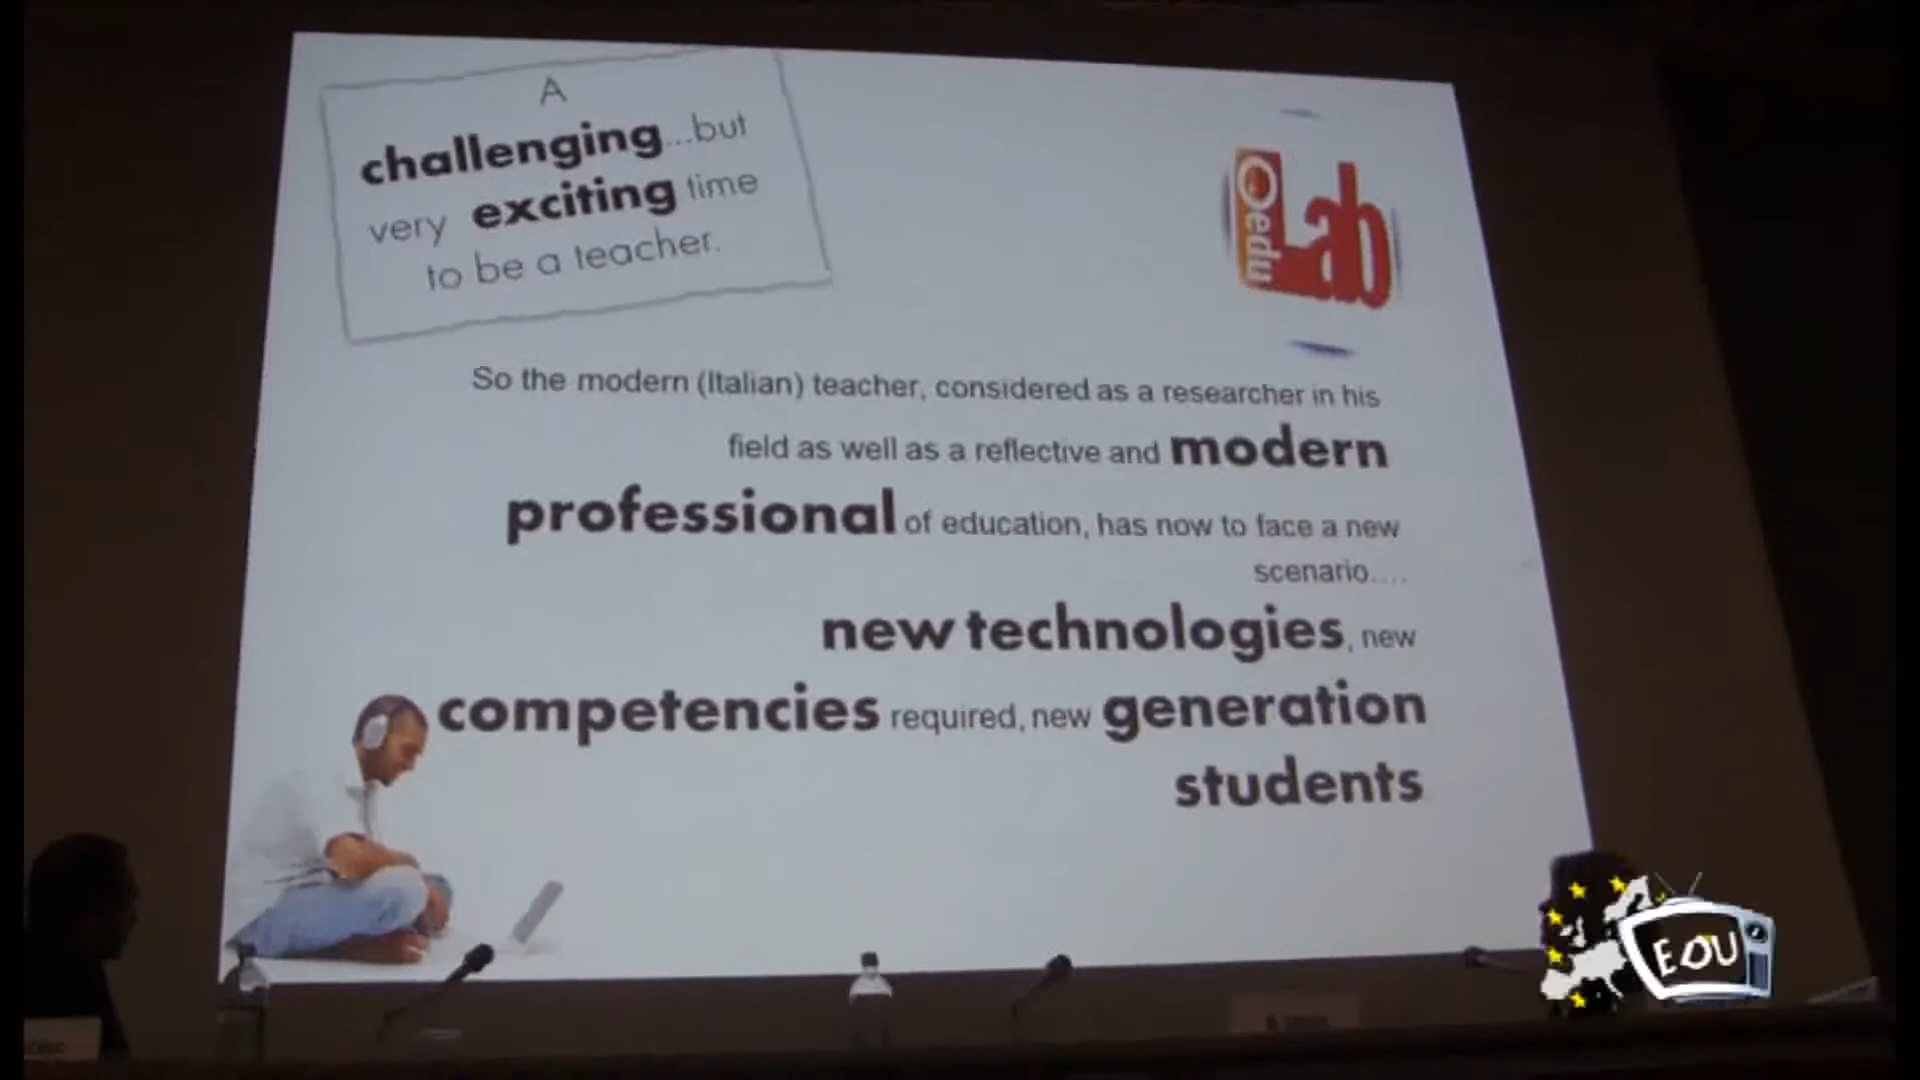 A
challenging...but
very exciting time
to be a teacher.
edu
Lab
So the modern (Italian) teacher, considered as a researcher in his
field as well as a reflective and modern
professional of education, has now to face a new
scenario....
new technologies, new
competencies required, new generation
students
EDU